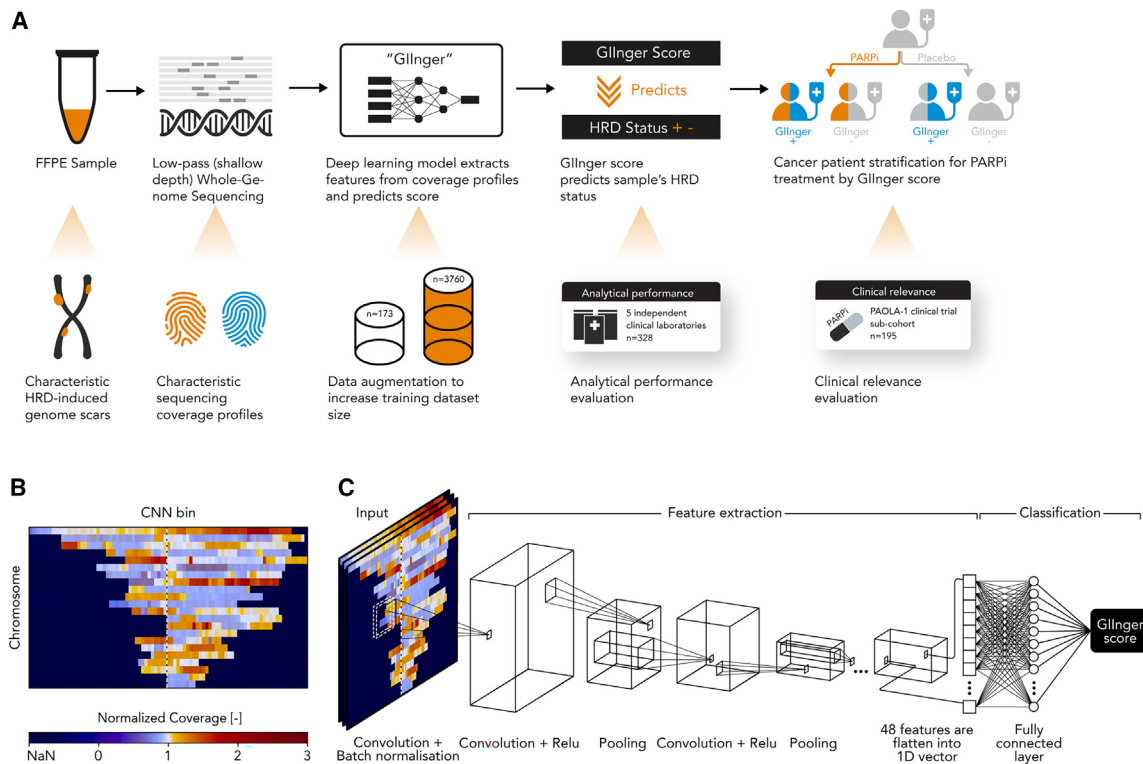 A
FFPE Sample
Low-pass (shallow
depth) Whole-Ge-
nome Sequencing
“GIInger”
Deep learning model extracts
features from coverage profiles
and predicts score
GIInger Score
Predicts
HRD Status + -
GIInger score
predicts sample’s HRD
status
PARPi
Placebo
GIInger
+
GIInger
-
GIInger
+
GIInger
-
Cancer patient stratification for PARPi
treatment by GIInger score
Characteristic
HRD-induced
genome scars
Characteristic
sequencing
coverage profiles
n=173
n=3760
Data augmentation to
increase training dataset
size
Analytical performance
5 independent
clinical laboratories
n=328
Analytical performance
evaluation
Clinical relevance
PARPi
PAOLA-1 clinical trial
sub-cohort
n=195
Clinical relevance
evaluation
B
CNN bin
Chromosome
Normalized Coverage [-]
NaN 0 1 2 3
C
Input
Feature extraction
Classification
GIInger
score
Convolution +
Batch normalisation
Convolution + Relu
Pooling
Convolution + Relu
Pooling
48 features are
flatten into
1D vector
Fully
connected
layer